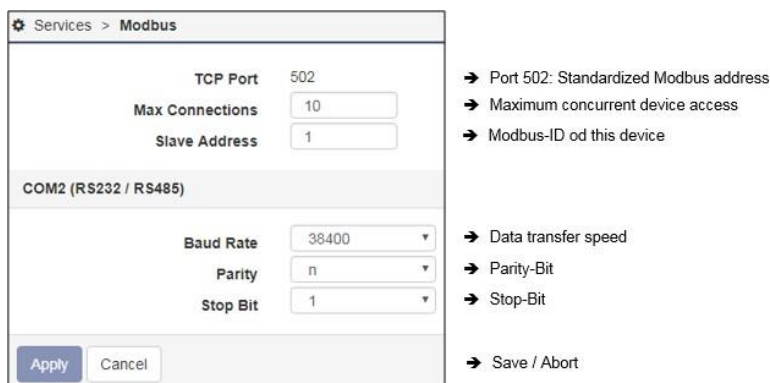 Services > Modbus
TCP Port 502 → Port 502: Standardized Modbus address
Max Connections 10 → Maximum concurrent device access
Slave Address 1 → Modbus-ID od this device
COM2 (RS232 / RS485)
Baud Rate 38400 → Data transfer speed
Parity n → Parity-Bit
Stop Bit 1 → Stop-Bit
Apply Cancel → Save / Abort